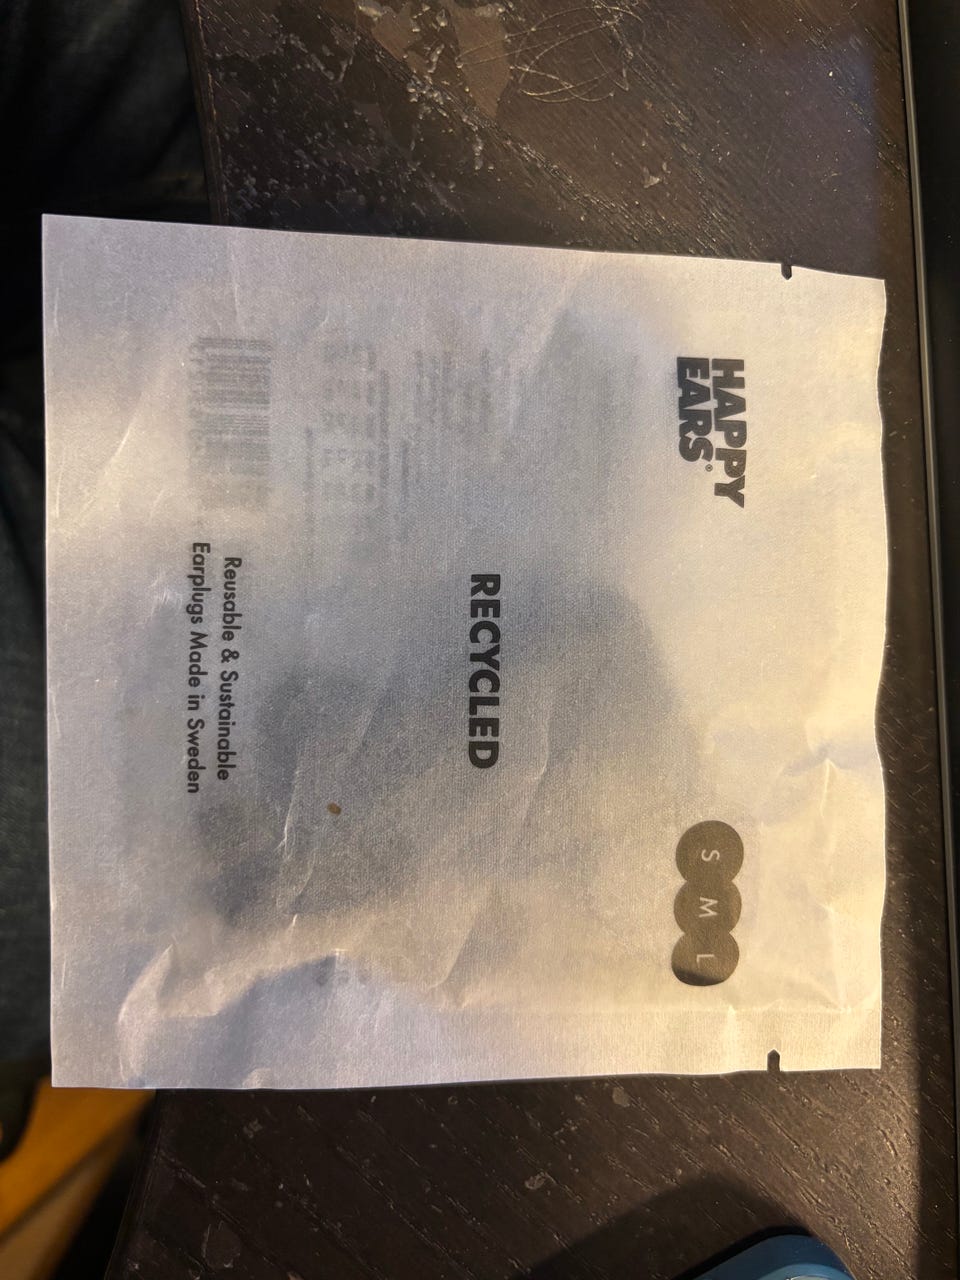 HAPPY
EARS®
S M L
RECYCLED
Reusable & Sustainable
Earplugs Made in Sweden